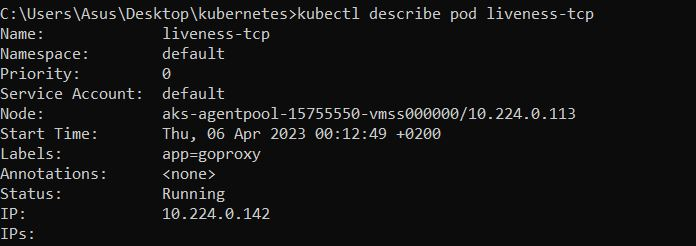 C:\Users\Asus\Desktop\kubernetes>kubectl describe pod liveness-tcp
Name:             liveness-tcp
Namespace:        default
Priority:         0
Service Account:  default
Node:             aks-agentpool-15755550-vmss000000/10.224.0.113
Start Time:       Thu, 06 Apr 2023 00:12:49 +0200
Labels:           app=goproxy
Annotations:      <none>
Status:           Running
IP:               10.224.0.142
IPs: